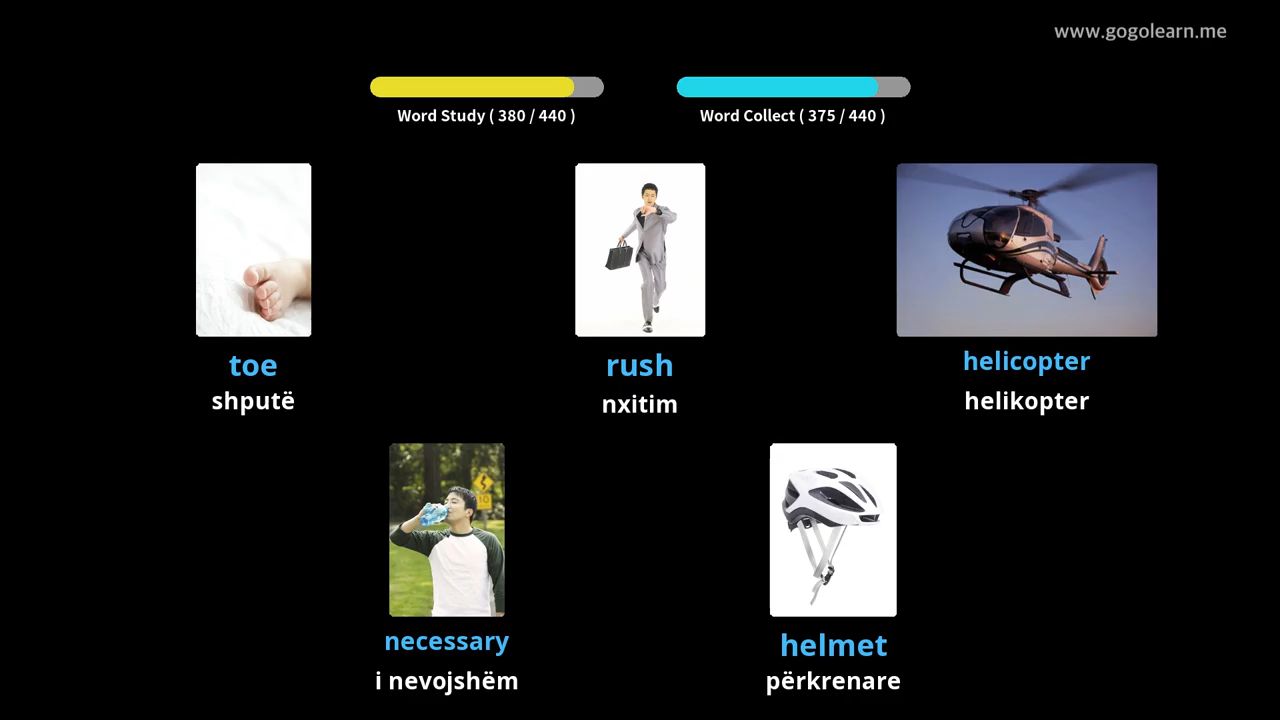 www.gogolearn.me
Word Study ( 380 / 440 )
Word Collect ( 375 / 440 )
toe
shputë
rush
nxitim
helicopter
helikopter
necessary
i nevojshëm
helmet
përkrenare